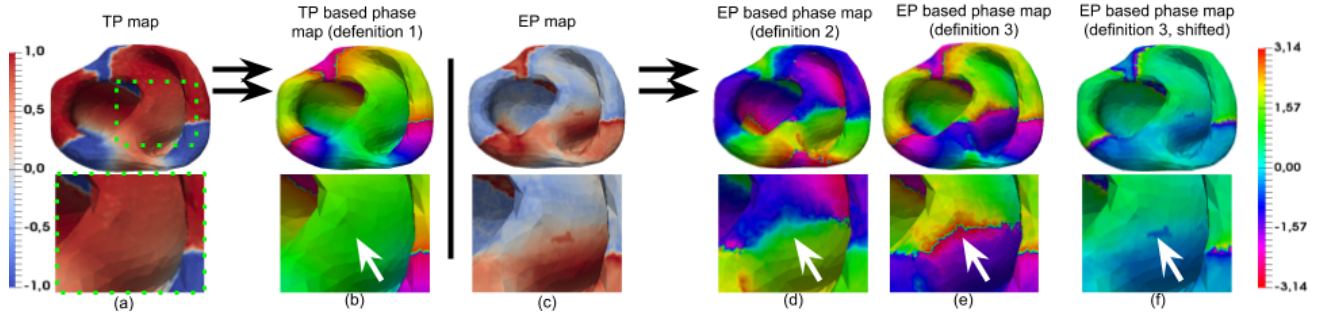 TP map
TP based phase
map (defenition 1)
EP map
EP based phase map
(definition 2)
EP based phase map
(definition 3)
EP based phase map
(definition 3, shifted)
1,0
0,5
0,0
-0,5
-1,0
3,14
1,57
0,00
-1,57
-3,14
(a)
(b)
(c)
(d)
(e)
(f)